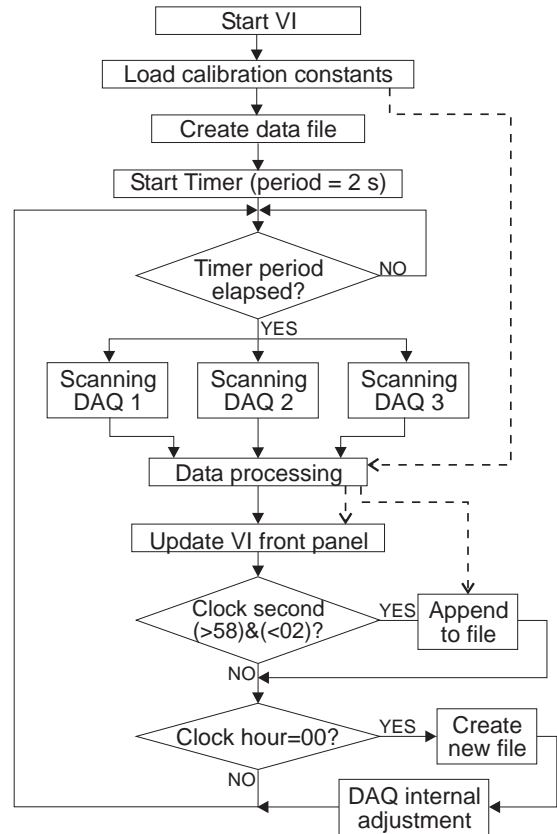 Start VI
Load calibration constants
Create data file
Start Timer (period = 2 s)
Timer period
elapsed?
NO
YES
Scanning
DAQ 1
Scanning
DAQ 2
Scanning
DAQ 3
Data processing
Update VI front panel
Clock second
(>58)&(<02)?
YES
Append
to file
NO
Clock hour=00?
YES
Create
new file
NO
DAQ internal
adjustment